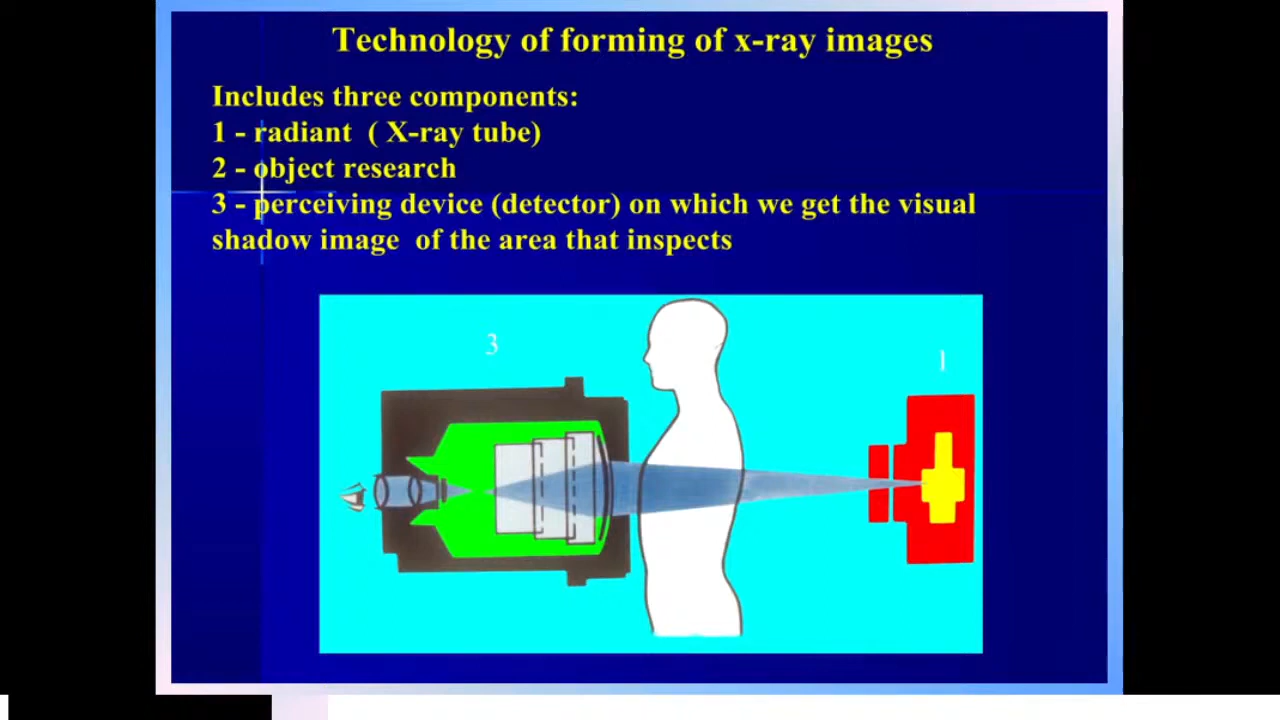 Technology of forming of x-ray images
Includes three components:
1 - radiant ( X-ray tube)
2 - object research
3 - perceiving device (detector) on which we get the visual
shadow image of the area that inspects
3
1